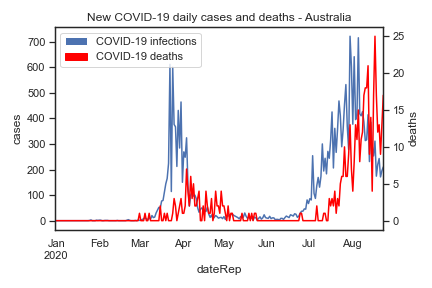 New COVID-19 daily cases and deaths - Australia
COVID-19 infections
COVID-19 deaths
700
600
500
400
300
200
100
0
cases
25
20
15
10
5
0
deaths
Jan Feb Mar Apr May Jun Jul Aug
2020
dateRep